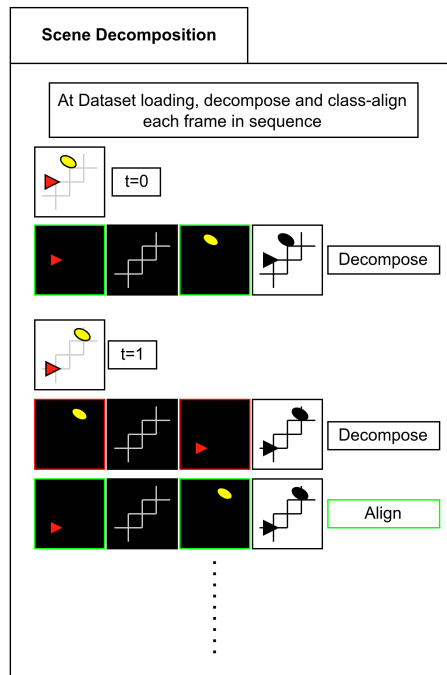 Scene Decomposition
At Dataset loading, decompose and class-align
each frame in sequence
t=0
Decompose
t=1
Decompose
Align